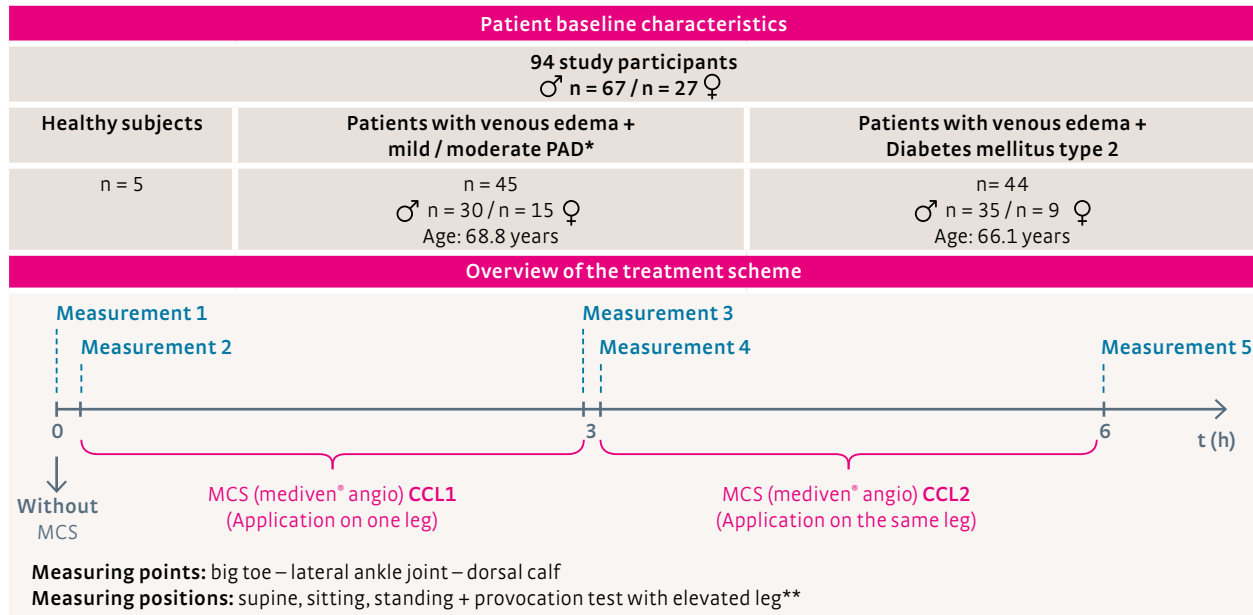 Patient baseline characteristics
94 study participants
♂ n = 67 / n = 27 ♀
Healthy subjects
Patients with venous edema +
mild / moderate PAD*
Patients with venous edema +
Diabetes mellitus type 2
n = 5
n = 45
♂ n = 30 / n = 15 ♀
Age: 68.8 years
n= 44
♂ n = 35 / n = 9 ♀
Age: 66.1 years
Overview of the treatment scheme
Measurement 1
Measurement 3
Measurement 2
Measurement 4
Measurement 5
0
3
6
t (h)
Without
MCS
MCS (mediven® angio) CCL1
(Application on one leg)
MCS (mediven® angio) CCL2
(Application on the same leg)
Measuring points: big toe – lateral ankle joint – dorsal calf
Measuring positions: supine, sitting, standing + provocation test with elevated leg**